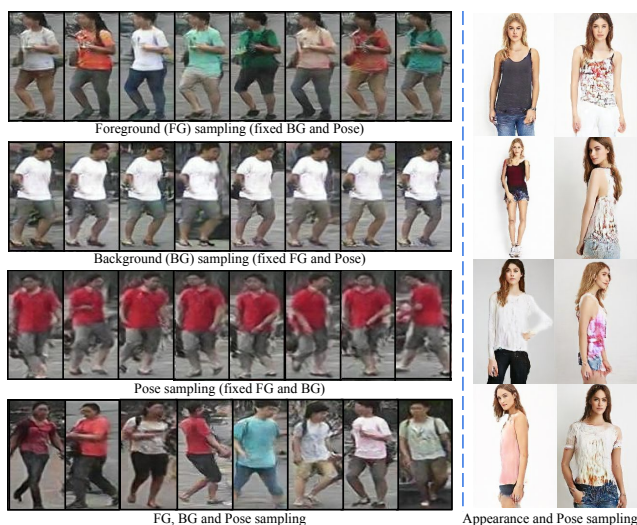 Foreground (FG) sampling (fixed BG and Pose)
Background (BG) sampling (fixed FG and Pose)
Pose sampling (fixed FG and BG)
FG, BG and Pose sampling
Appearance and Pose sampling